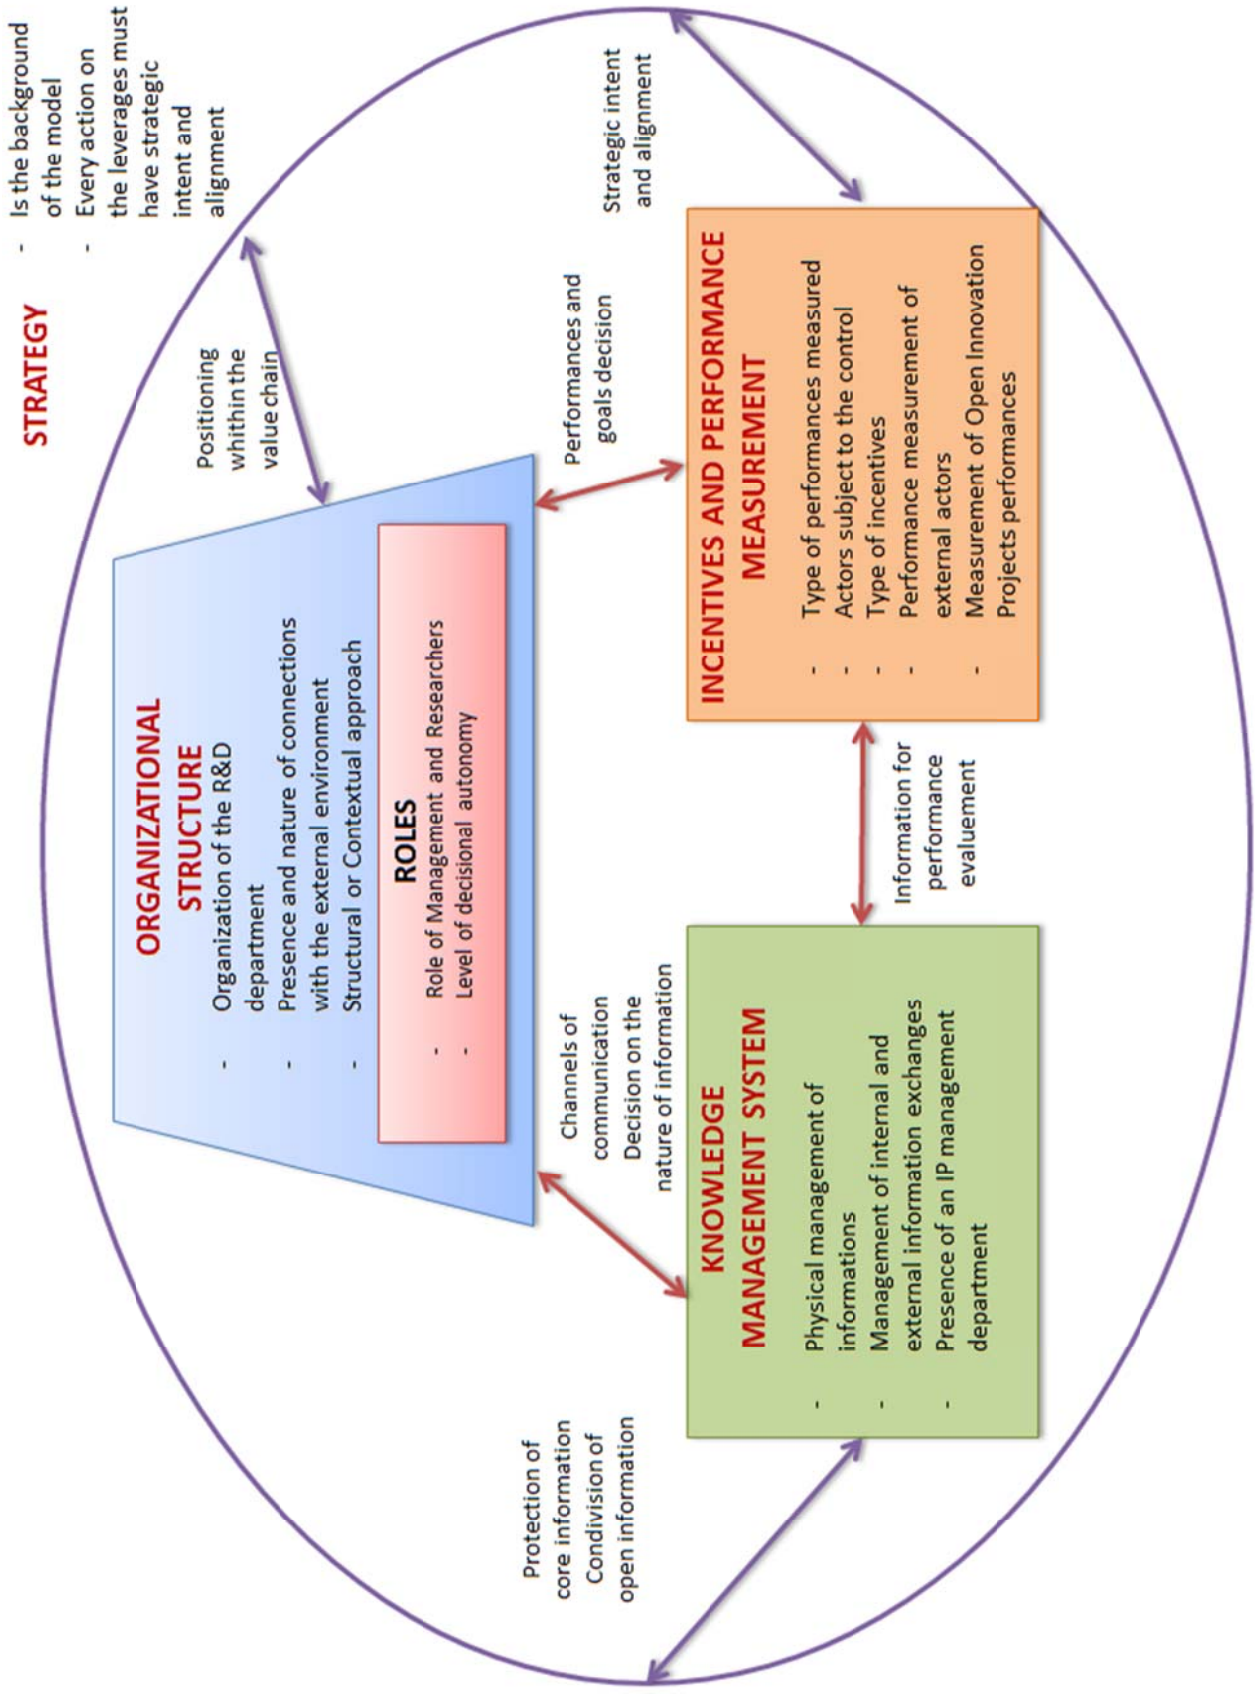 STRATEGY
- Is the background
of the model
- Every action on
the leverages must
have strategic
intent and
alignment
Positioning
whithin the
value chain
ORGANIZATIONAL
STRUCTURE
- Organization of the R&D
department
- Presence and nature of connections
with the external environment
- Structural or Contextual approach
ROLES
- Role of Management and Researchers
- Level of decisional autonomy
Protection of
core information
Condivision of
open information
Channels of
communication
Decision on the
nature of information
Performances and
goals decision
Strategic intent
and alignment
KNOWLEDGE
MANAGEMENT SYSTEM
- Physical management of
informations
- Management of internal and
external information exchanges
- Presence of an IP management
department
Information for
performance
evaluement
INCENTIVES AND PERFORMANCE
MEASUREMENT
- Type of performances measured
- Actors subject to the control
- Type of incentives
- Performance measurement of
external actors
- Measurement of Open Innovation
Projects performances